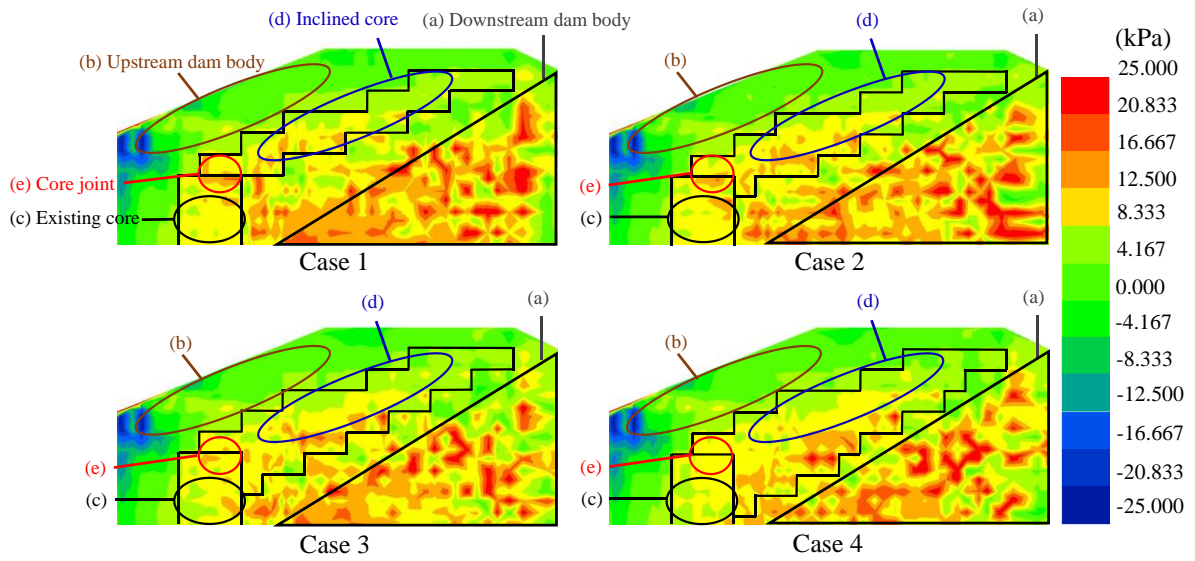 (d) Inclined core
(a) Downstream dam body
(b) Upstream dam body
(e) Core joint
(c) Existing core
Case 1
(a)
(d)
(b)
(e)
(c)
Case 2
(a)
(d)
(b)
(e)
(c)
Case 3
(a)
(d)
(b)
(e)
(c)
Case 4
(kPa)
25.000
20.833
16.667
12.500
8.333
4.167
0.000
-4.167
-8.333
-12.500
-16.667
-20.833
-25.000